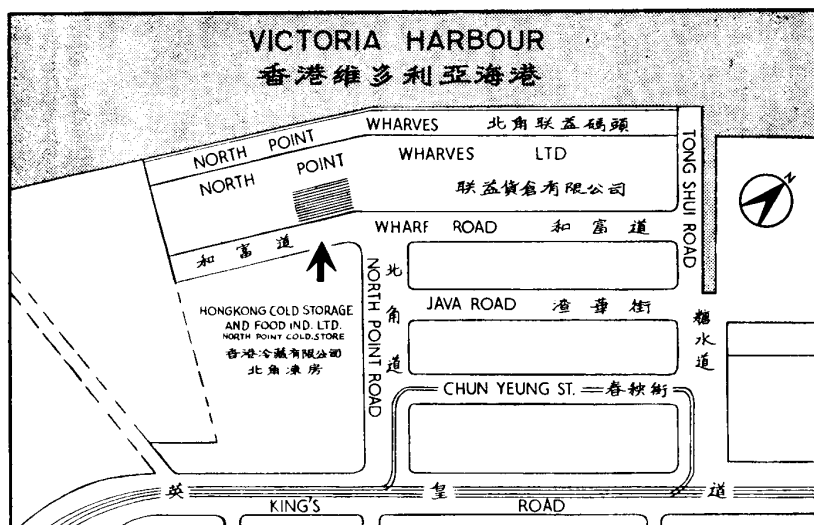 VICTORIA HARBOUR
香港維多利亞海港
NORTH POINT WHARVES 北角联益碼頭
NORTH POINT WHARVES LTD
联益貨倉有限公司
TONG SHUI ROAD
糖水道
N
和富道
WHARF ROAD 和富道
HONGKONG COLD STORAGE
AND FOOD IND. LTD.
NORTH POINT COLD STORE
香港冷藏有限公司
北角凍房
NORTH POINT ROAD
北角道
JAVA ROAD 渣華街
CHUN YEUNG ST. 春秧街
英皇道
KING'S ROAD